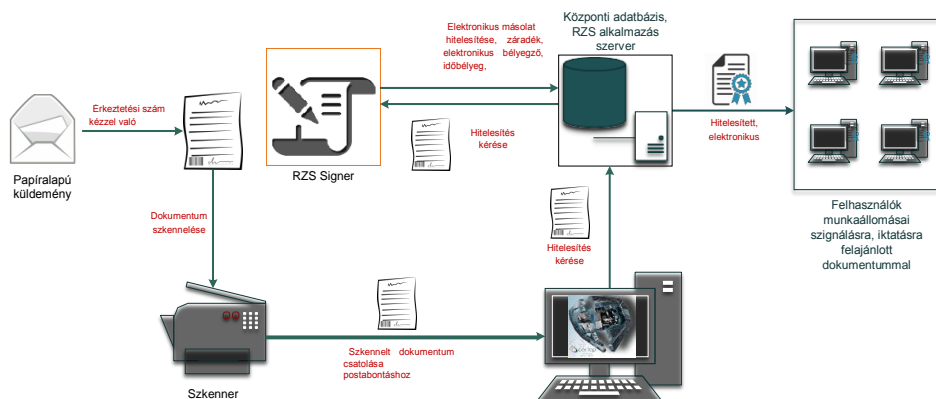 Elektronikus másolat
hitelesítése, záradék,
elektronikus bélyegző,
időbélyeg,
Központi adatbázis,
RZS alkalmazás
szerver
Érkeztetési szám
kézzel való
Hitelesítés
kérése
Hitelesített,
elektronikus
Papíralapú
küldemény
RZS Signer
Felhasználók
munkaállomásai
szignálásra, iktatásra
felajánlott
dokumentummal
Dokumentum
szkennelése
Hitelesítés
kérése
Szkennelt dokumentum
csatolása
postabontáshoz
Szkenner